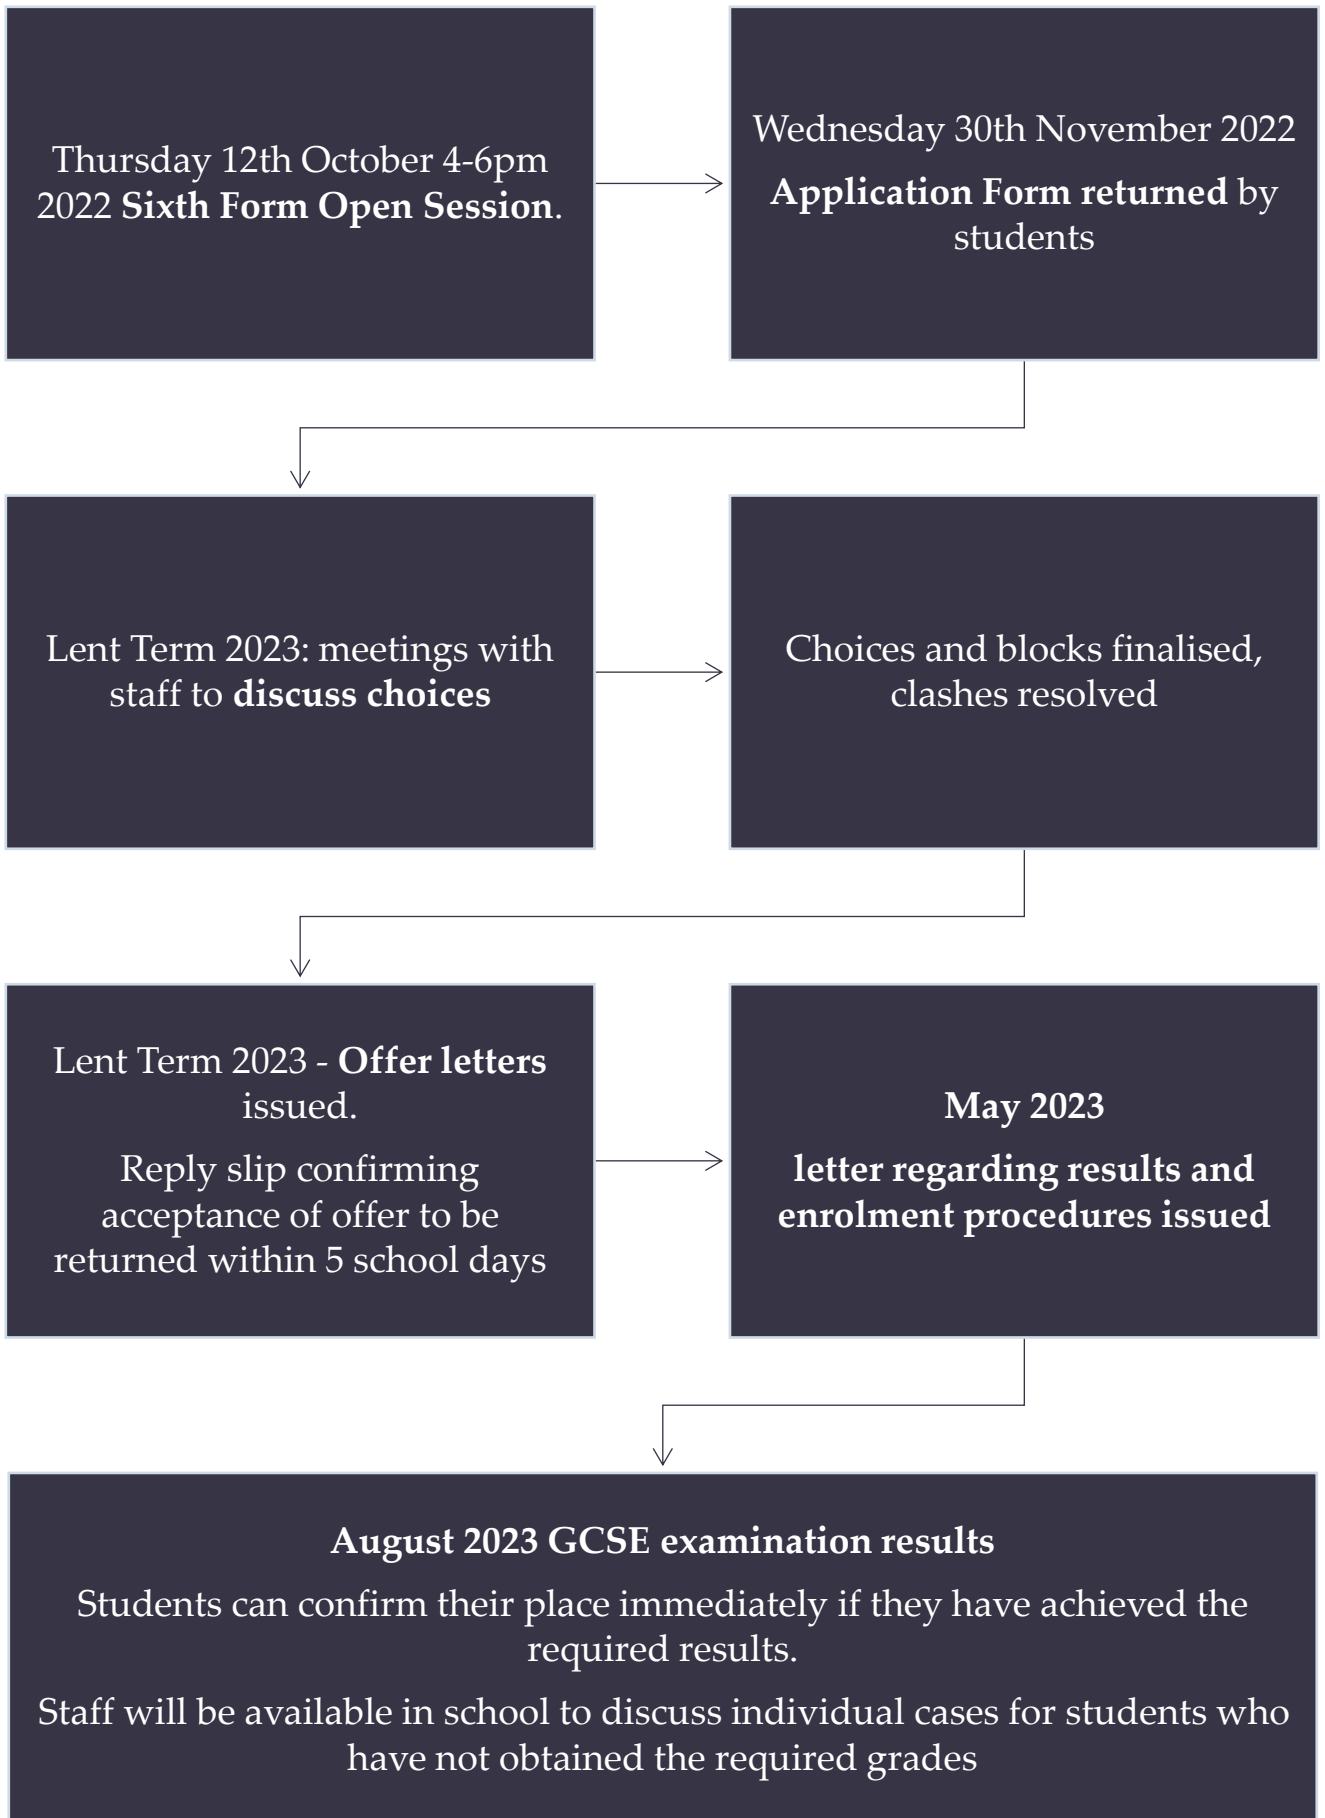 Thursday 12th October 4-6pm
2022 Sixth Form Open Session.
Wednesday 30th November 2022
Application Form returned by
students
Lent Term 2023: meetings with
staff to discuss choices
Choices and blocks finalised,
clashes resolved
Lent Term 2023 - Offer letters
issued.
Reply slip confirming
acceptance of offer to be
returned within 5 school days
May 2023
letter regarding results and
enrolment procedures issued
August 2023 GCSE examination results
Students can confirm their place immediately if they have achieved the
required results.
Staff will be available in school to discuss individual cases for students who
have not obtained the required grades